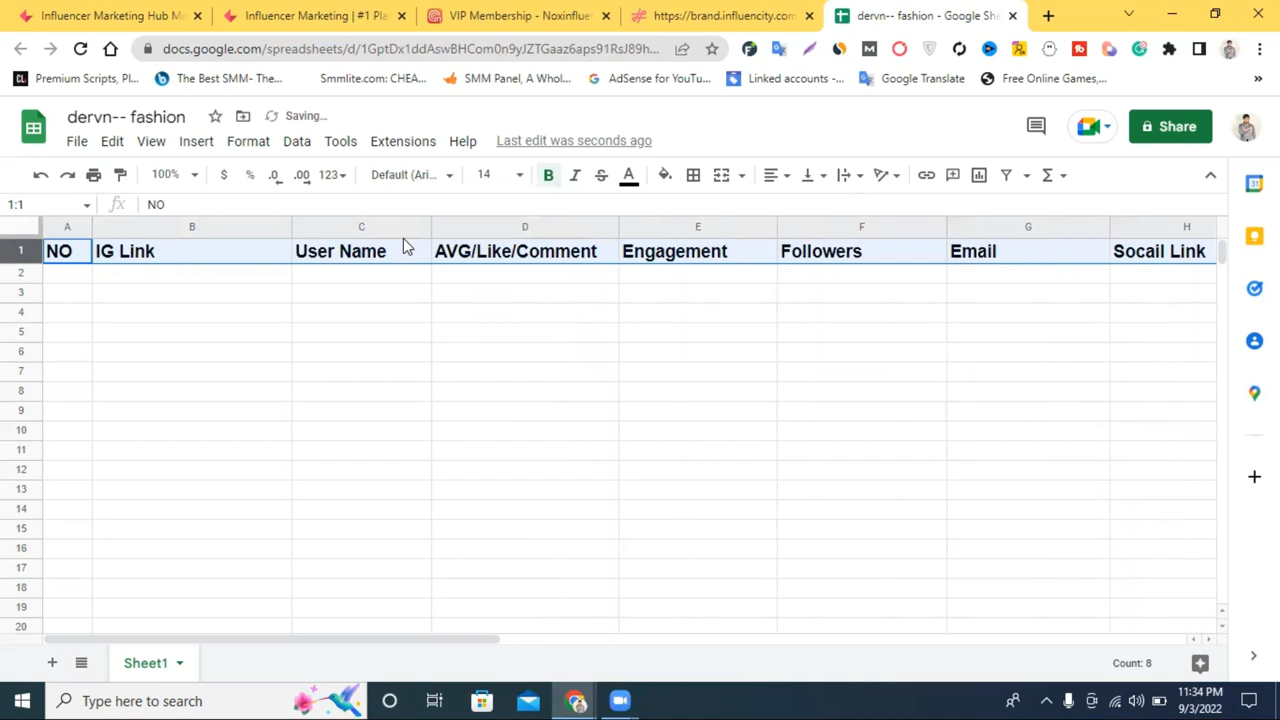 Influencer Marketing Hub M
Influencer Marketing | #1 Pla
VIP Membership - Noxinfluen
https://brand.influencity.com
dervn-- fashion - Google She
docs.google.com/spreadsheets/d/1GptDx1ddAswBHCom0n9yJZTGaaz6aps91RsJ89h...
Premium Scripts, Pl...
The Best SMM- The...
Smmlite.com: CHEA...
SMM Panel, A Whol...
AdSense for YouTu...
Linked accounts -...
Google Translate
Free Online Games,...
dervn-- fashion
Saving...
File Edit View Insert Format Data Tools Extensions Help
Last edit was seconds ago
Share
100%
$ % .0 .00 123
Default (Ari...
14
B I S A
1:1
fx NO
A B C D E F G H
1 NO IG Link User Name AVG/Like/Comment Engagement Followers Email Socail Link
2
3
4
5
6
7
8
9
10
11
12
13
14
15
16
17
18
19
20
Sheet1
Count: 8
Type here to search
11:34 PM
9/3/2022